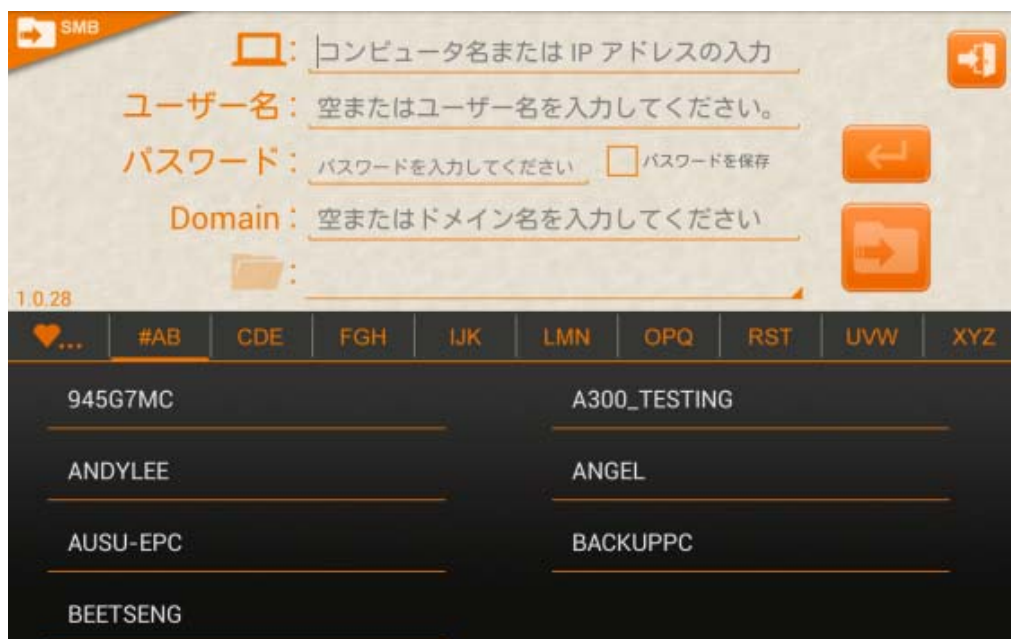 SMB
: コンピュータ名または IP アドレスの入力
ユーザー名 : 空またはユーザー名を入力してください。
パスワード : パスワードを入力してください パスワードを保存
Domain : 空またはドメイン名を入力してください
:
1.0.28
... #AB CDE FGH IJK LMN OPQ RST UVW XYZ
945G7MC A300_TESTING
ANDYLEE ANGEL
AUSU-EPC BACKUPPC
BEETSENG